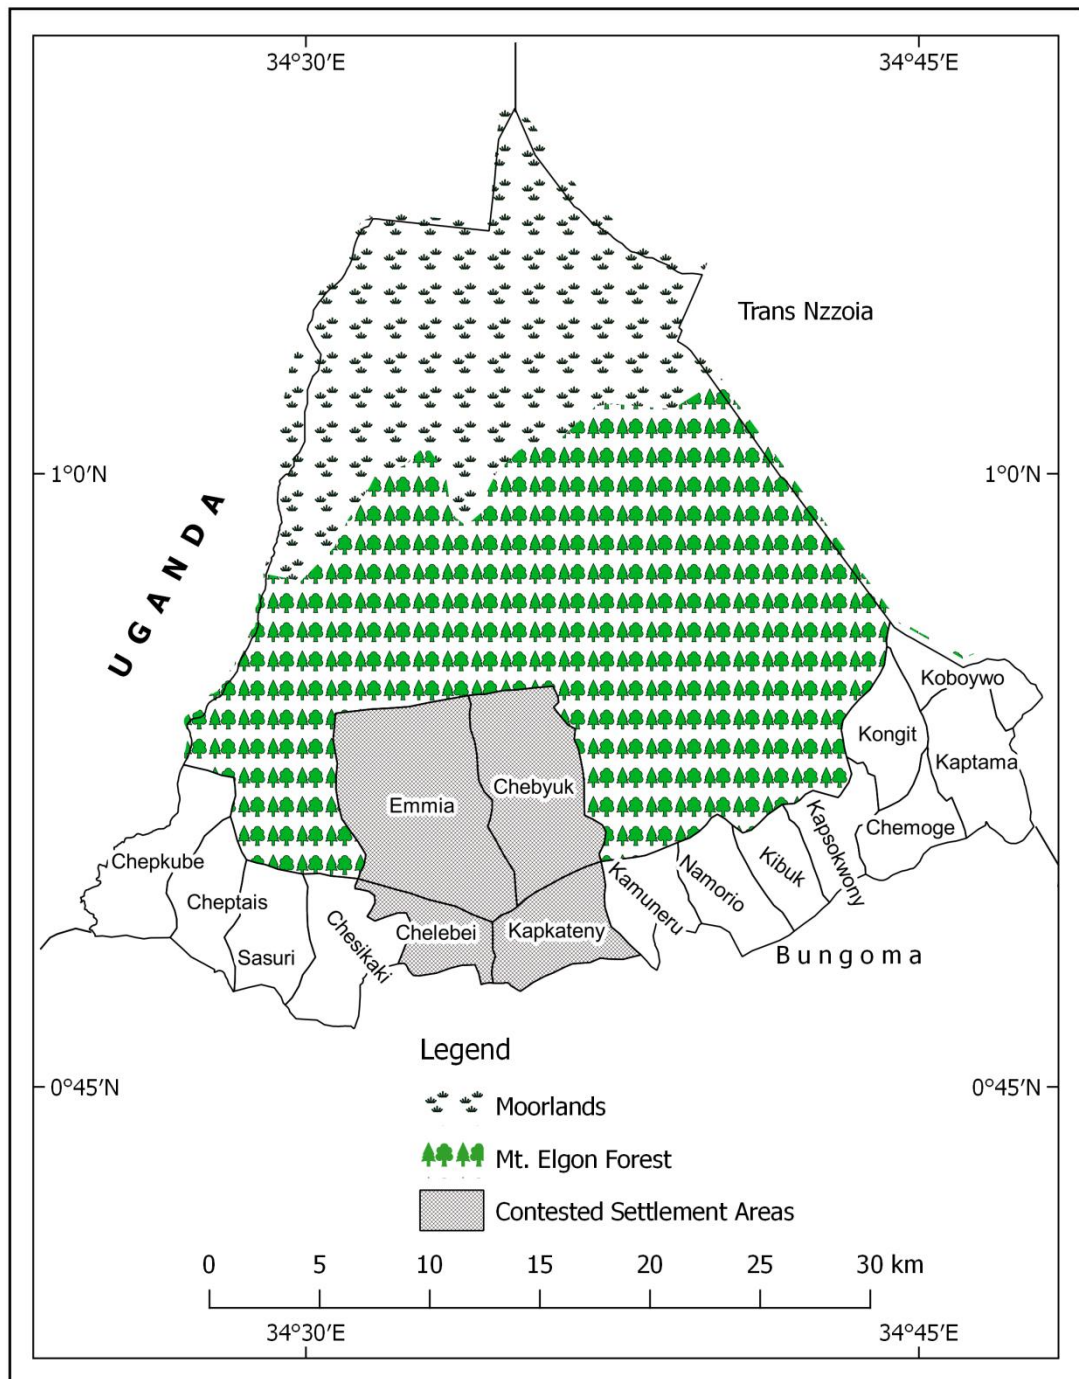 34°30′E
34°45′E
Trans Nzzoia
1°0′N
1°0′N
UGANDA
Koboywo
Kongit
Kaptama
Chebyuk
Emmia
Chemoge
Kapsokwony
Chepkube
Kibuk
Namorio
Kamuneru
Cheptais
Chelebei
Kapkateny
Chesikaki
Sasuri
Bungoma
Legend
0°45′N
0°45′N
Moorlands
Mt. Elgon Forest
Contested Settlement Areas
0 5 10 15 20 25 30 km
34°30′E
34°45′E